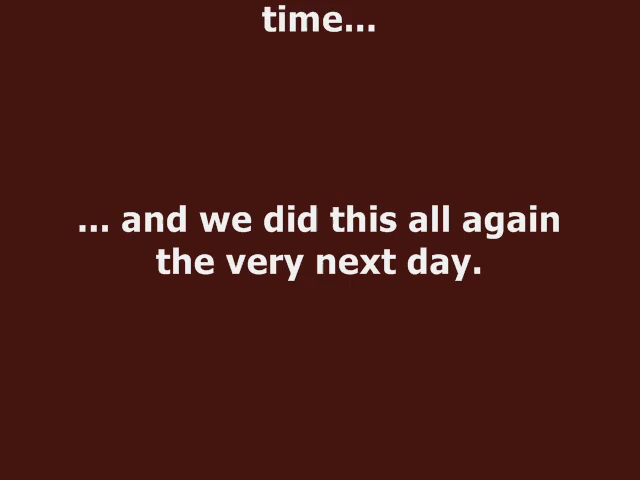 time...
... and we did this all again
the very next day.